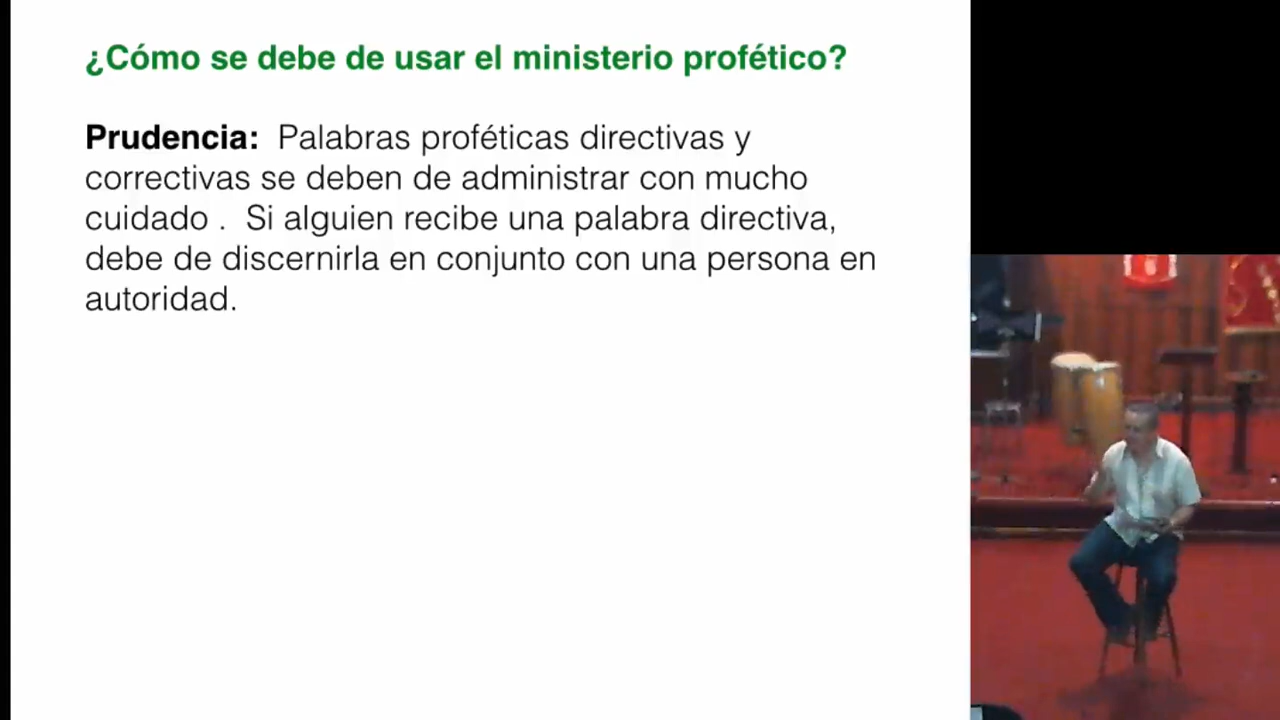 ¿Cómo se debe de usar el ministerio profético?
Prudencia: Palabras proféticas directivas y
correctivas se deben de administrar con mucho
cuidado . Si alguien recibe una palabra directiva,
debe de discernirla en conjunto con una persona en
autoridad.